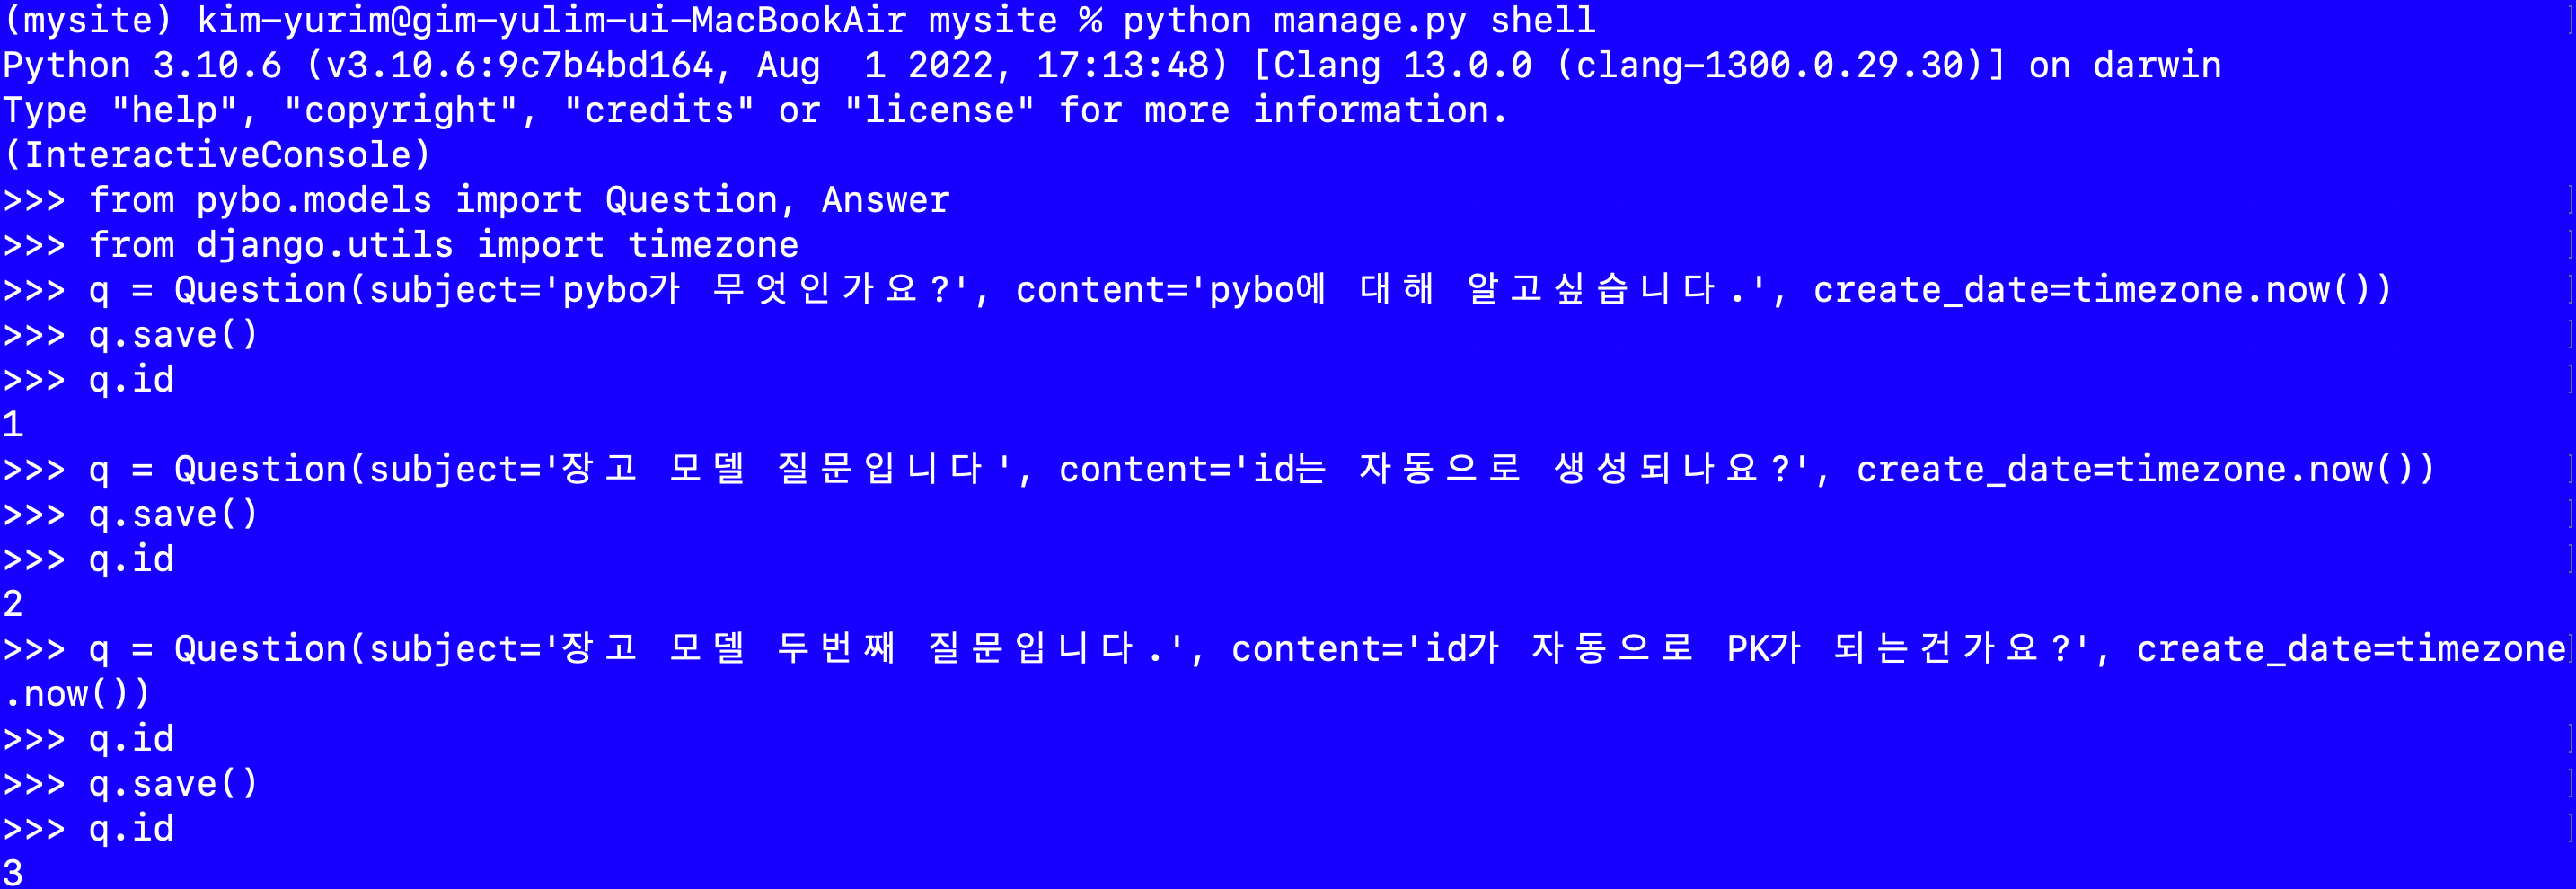 (mysite) kim-yurim@gim-yulim-ui-MacBookAir mysite % python manage.py shell
Python 3.10.6 (v3.10.6:9c7b4bd164, Aug  1 2022, 17:13:48) [Clang 13.0.0 (clang-1300.0.29.30)] on darwin
Type "help", "copyright", "credits" or "license" for more information.
(InteractiveConsole)
>>> from pybo.models import Question, Answer
>>> from django.utils import timezone
>>> q = Question(subject='pybo가 무엇인가요?', content='pybo에 대해 알고싶습니다.', create_date=timezone.now())
>>> q.save()
>>> q.id
1
>>> q = Question(subject='장고 모델 질문입니다', content='id는 자동으로 생성되나요?', create_date=timezone.now())
>>> q.save()
>>> q.id
2
>>> q = Question(subject='장고 모델 두번째 질문입니다.', content='id가 자동으로 PK가 되는건가요?', create_date=timezone
.now())
>>> q.id
>>> q.save()
>>> q.id
3